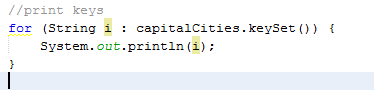 //print keys
for (String i : capitalCities.keySet()) {
    System.out.println(i);
}